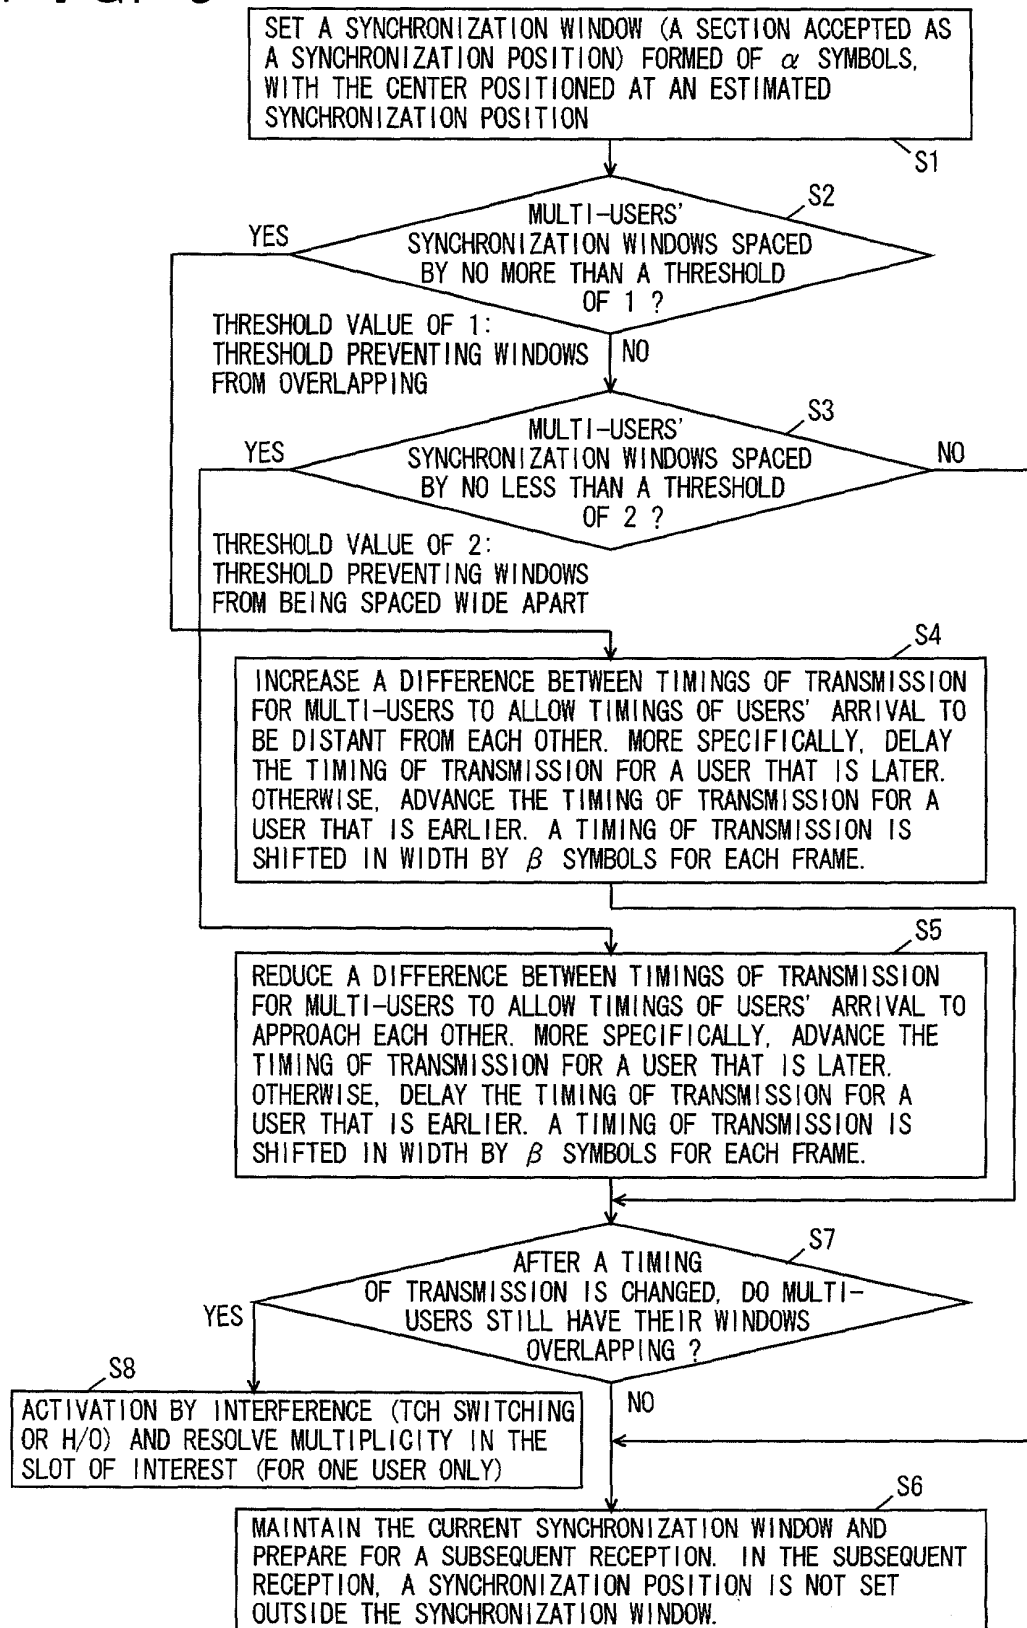 SET A SYNCHRONIZATION WINDOW (A SECTION ACCEPTED AS
A SYNCHRONIZATION POSITION) FORMED OF α SYMBOLS,
WITH THE CENTER POSITIONED AT AN ESTIMATED
SYNCHRONIZATION POSITION
S1
S2
MULTI-USERS'
SYNCHRONIZATION WINDOWS SPACED
BY NO MORE THAN A THRESHOLD
OF 1 ?
YES
THRESHOLD VALUE OF 1:
THRESHOLD PREVENTING WINDOWS
FROM OVERLAPPING
NO
S3
MULTI-USERS'
SYNCHRONIZATION WINDOWS SPACED
BY NO LESS THAN A THRESHOLD
OF 2 ?
YES
NO
THRESHOLD VALUE OF 2:
THRESHOLD PREVENTING WINDOWS
FROM BEING SPACED WIDE APART
S4
INCREASE A DIFFERENCE BETWEEN TIMINGS OF TRANSMISSION
FOR MULTI-USERS TO ALLOW TIMINGS OF USERS' ARRIVAL TO
BE DISTANT FROM EACH OTHER. MORE SPECIFICALLY, DELAY
THE TIMING OF TRANSMISSION FOR A USER THAT IS LATER.
OTHERWISE, ADVANCE THE TIMING OF TRANSMISSION FOR A
USER THAT IS EARLIER. A TIMING OF TRANSMISSION IS
SHIFTED IN WIDTH BY β SYMBOLS FOR EACH FRAME.
S5
REDUCE A DIFFERENCE BETWEEN TIMINGS OF TRANSMISSION
FOR MULTI-USERS TO ALLOW TIMINGS OF USERS' ARRIVAL TO
APPROACH EACH OTHER. MORE SPECIFICALLY, ADVANCE THE
TIMING OF TRANSMISSION FOR A USER THAT IS LATER.
OTHERWISE, DELAY THE TIMING OF TRANSMISSION FOR A
USER THAT IS EARLIER. A TIMING OF TRANSMISSION IS
SHIFTED IN WIDTH BY β SYMBOLS FOR EACH FRAME.
S7
AFTER A TIMING
OF TRANSMISSION IS CHANGED, DO MULTI-
USERS STILL HAVE THEIR WINDOWS
OVERLAPPING ?
YES
NO
S8
ACTIVATION BY INTERFERENCE (TCH SWITCHING
OR H/O) AND RESOLVE MULTIPLICITY IN THE
SLOT OF INTEREST (FOR ONE USER ONLY)
S6
MAINTAIN THE CURRENT SYNCHRONIZATION WINDOW AND
PREPARE FOR A SUBSEQUENT RECEPTION. IN THE SUBSEQUENT
RECEPTION, A SYNCHRONIZATION POSITION IS NOT SET
OUTSIDE THE SYNCHRONIZATION WINDOW.